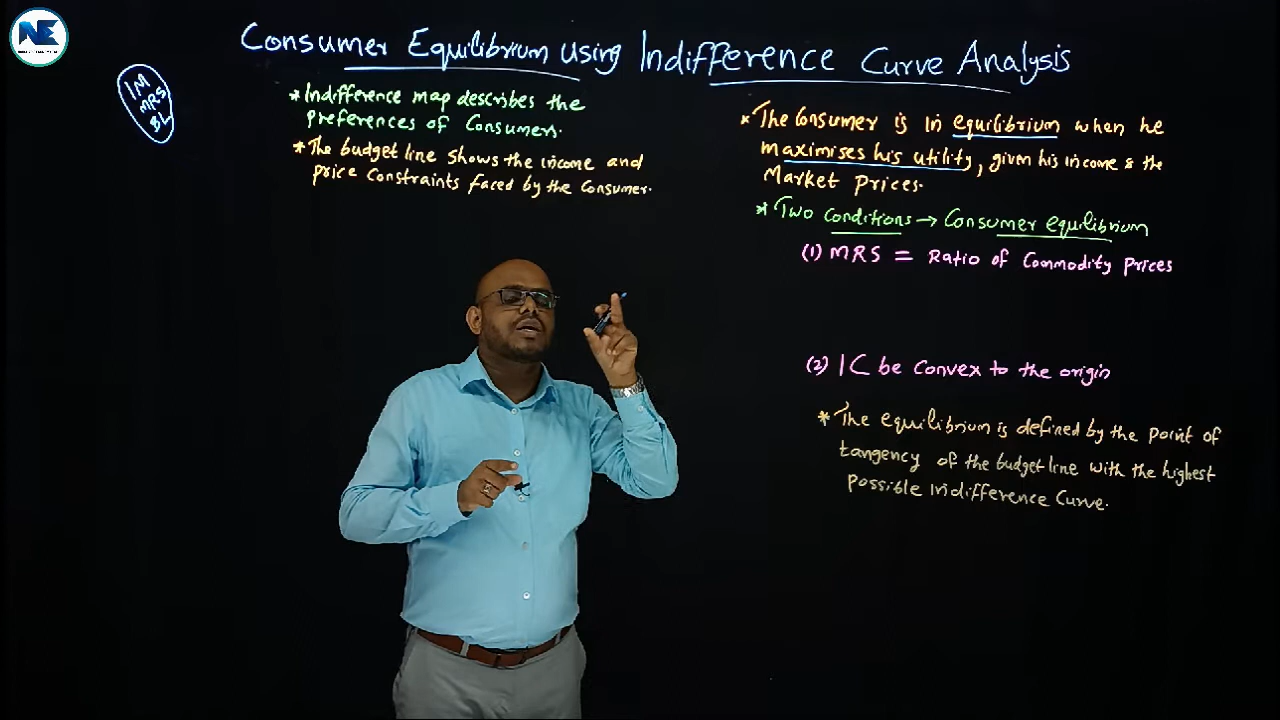 NE
Consumer Equilibrium using Indifference Curve Analysis
IM
MRS
BL
* Indifference map describes the
preferences of Consumers.
* The budget line shows the income and
price Constraints faced by the Consumer.
* The Consumer is in equilibrium when he
maximises his utility, given his income & the
Market prices.
* Two conditions → Consumer equilibrium
(1) MRS = Ratio of Commodity prices
(2) IC be Convex to the origin
* The equilibrium is defined by the point of
tangency of the budget line with the highest
possible indifference Curve.